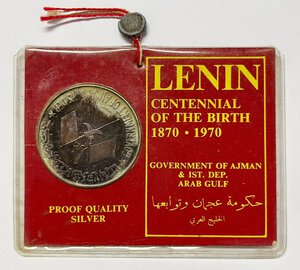 LENIN
CENTENNIAL
OF THE BIRTH
1870 • 1970
GOVERNMENT OF AJMAN
& IST. DEP.
ARAB GULF
حكومة عجمان وتوابعها
الخليج العربي
PROOF QUALITY
SILVER